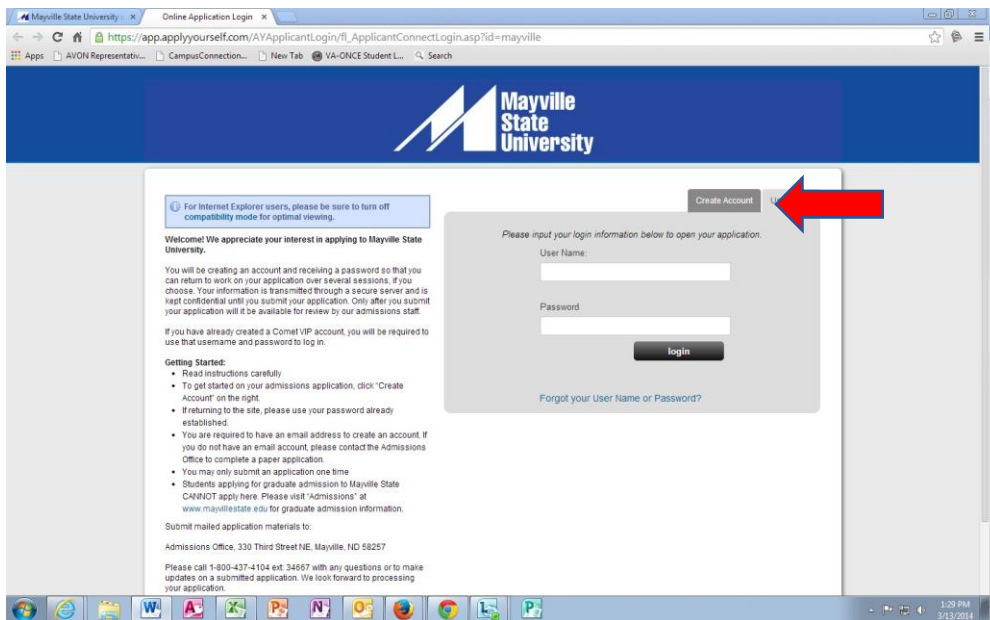 Mayville State University
Online Application Login
https://app.applyyourself.com/AYApplicantLogin/fl_ApplicantConnectLogin.asp?id=mayville
Apps AVON Representativ... CampusConnection... New Tab VA-ONCE Student L... Search
Mayville
State
University
For Internet Explorer users, please be sure to turn off
compatibility mode for optimal viewing.
Welcome! We appreciate your interest in applying to Mayville State
University.
You will be creating an account and receiving a password so that you
can return to work on your application over several sessions, if you
choose. Your information is transmitted through a secure server and is
kept confidential until you submit your application. Only after you submit
your application will it be available for review by our admissions staff.
If you have already created a Comet VIP account, you will be required to
use that username and password to log in.
Getting Started:
• Read instructions carefully
• To get started on your admissions application, click "Create
Account" on the right.
• If returning to the site, please use your password already
established.
• You are required to have an email address to create an account. If
you do not have an email account, please contact the Admissions
Office to complete a paper application.
• You may only submit an application one time
• Students applying for graduate admission to Mayville State
CANNOT apply here. Please visit "Admissions" at
www.mayvillestate.edu for graduate admission information.
Submit mailed application materials to:
Admissions Office, 330 Third Street NE, Mayville, ND 58257
Please call 1-800-437-4104 ext: 34667 with any questions or to make
updates on a submitted application. We look forward to processing
your application.
Create Account
Please input your login information below to open your application.
User Name:
Password
login
Forgot your User Name or Password?
1:29 PM
3/13/2014